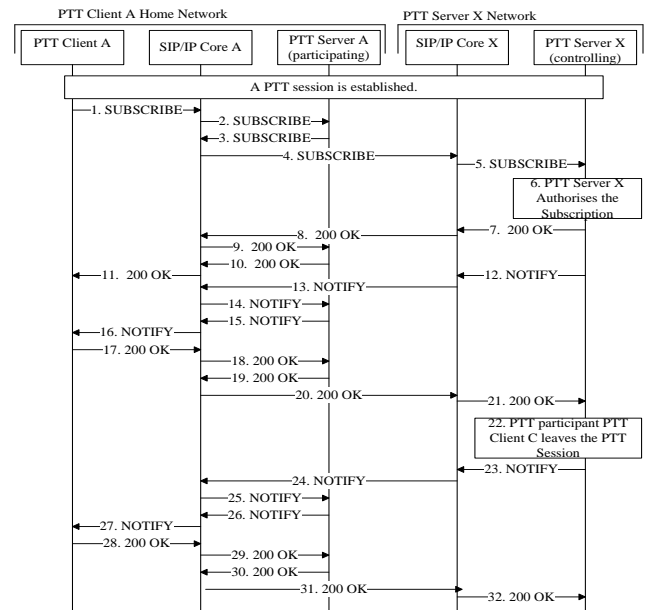 PTT Client A Home Network
PTT Server X Network
PTT Client A
SIP/IP Core A
PTT Server A
(participating)
SIP/IP Core X
PTT Server X
(controlling)
A PTT session is established.
1. SUBSCRIBE
2. SUBSCRIBE
3. SUBSCRIBE
4. SUBSCRIBE
5. SUBSCRIBE
6. PTT Server X
Authorises the
Subscription
7. 200 OK
8. 200 OK
9. 200 OK
10. 200 OK
11. 200 OK
12. NOTIFY
13. NOTIFY
14. NOTIFY
15. NOTIFY
16. NOTIFY
17. 200 OK
18. 200 OK
19. 200 OK
20. 200 OK
21. 200 OK
22. PTT participant PTT
Client C leaves the PTT
Session
23. NOTIFY
24. NOTIFY
25. NOTIFY
26. NOTIFY
27. NOTIFY
28. 200 OK
29. 200 OK
30. 200 OK
31. 200 OK
32. 200 OK